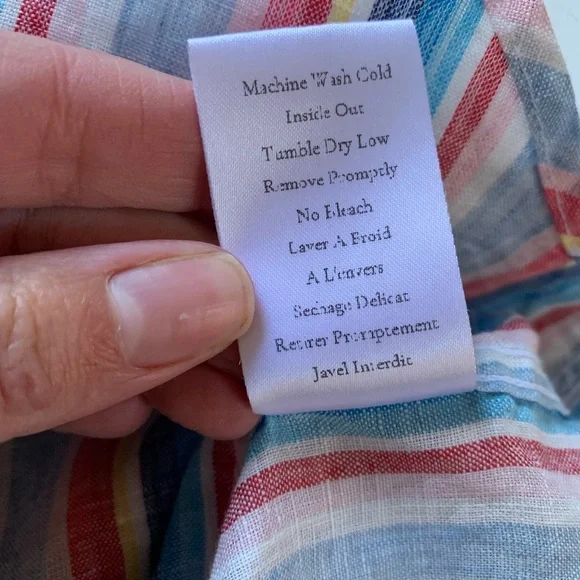 Machine Wash Cold
Inside Out
Tumble Dry Low
Remove Promptly
No Bleach
Laver A Froid
A L'envers
Sechage Delicat
Retirer Promptement
Javel Interdit